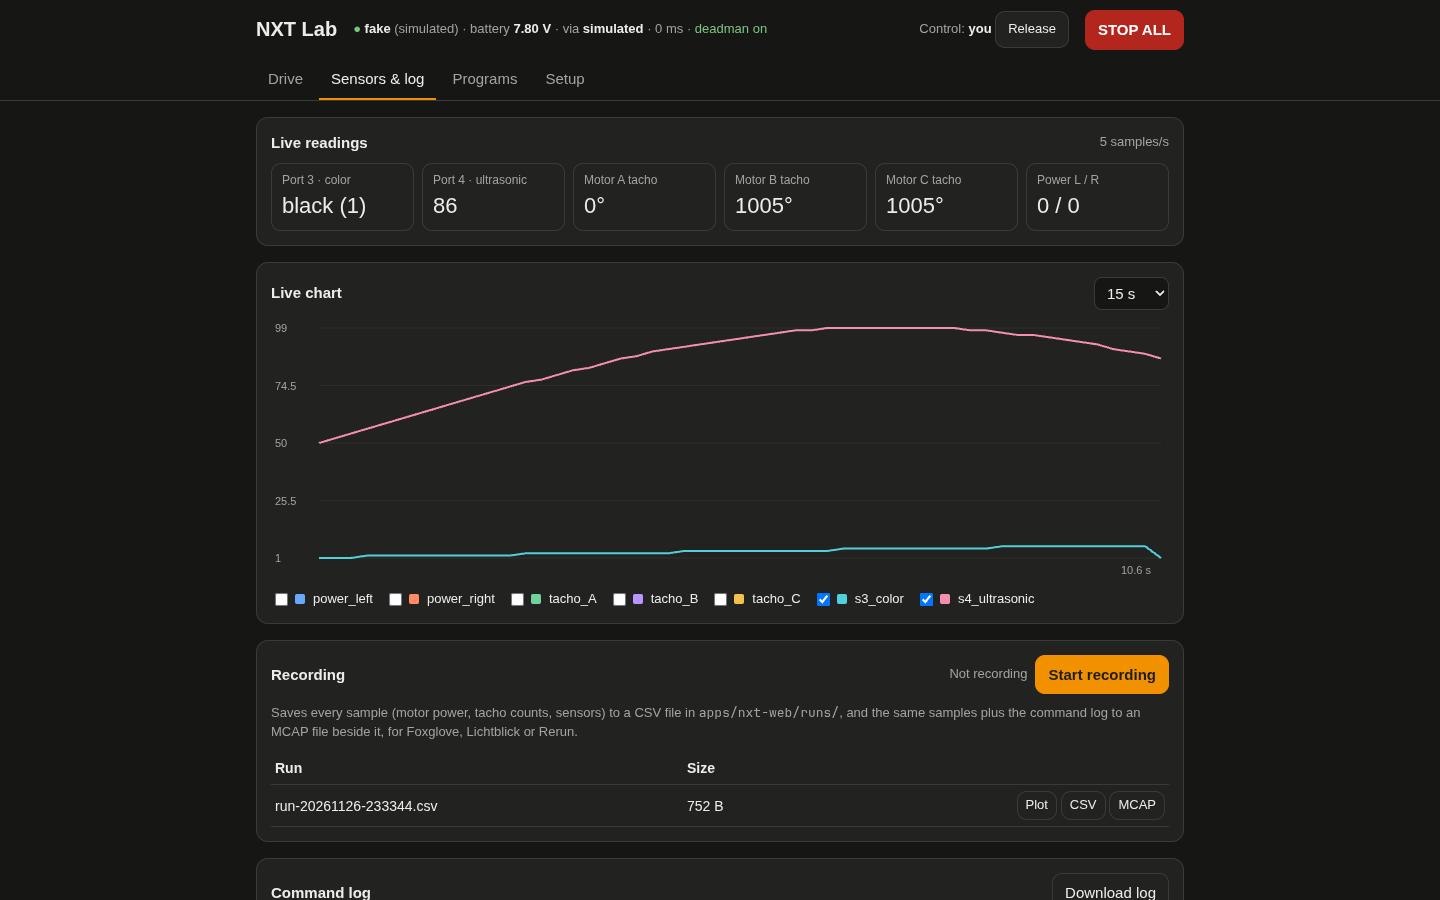 NXT Lab
● fake (simulated) · battery 7.80 V · via simulated · 0 ms · deadman on
Control: you Release
STOP ALL
Drive Sensors & log Programs Setup
Live readings
5 samples/s
Port 3 · color
black (1)
Port 4 · ultrasonic
86
Motor A tacho
0°
Motor B tacho
1005°
Motor C tacho
1005°
Power L / R
0 / 0
Live chart
15 s
99
74.5
50
25.5
1
10.6 s
power_left power_right tacho_A tacho_B tacho_C s3_color s4_ultrasonic
Recording
Not recording Start recording
Saves every sample (motor power, tacho counts, sensors) to a CSV file in apps/nxt-web/runs/, and the same samples plus the command log to an
MCAP file beside it, for Foxglove, Lichtblick or Rerun.
Run Size
run-20261126-233344.csv 752 B Plot CSV MCAP
Command log
Download log